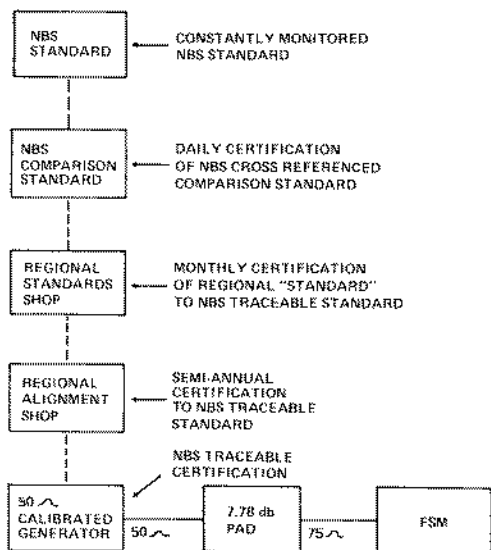 NBS
STANDARD
CONSTANTLY MONITORED
NBS STANDARD
NBS
COMPARISON
STANDARD
DAILY CERTIFICATION
OF NBS CROSS REFERENCED
COMPARISON STANDARD
REGIONAL
STANDARDS
SHOP
MONTHLY CERTIFICATION
OF REGIONAL "STANDARD"
TO NBS TRACEABLE STANDARD
REGIONAL
ALIGNMENT
SHOP
SEMI-ANNUAL
CERTIFICATION
TO NBS TRACEABLE
STANDARD
NBS TRACEABLE
CERTIFICATION
50
CALIBRATED
GENERATOR
50
7.78 db
PAD
75
FSM